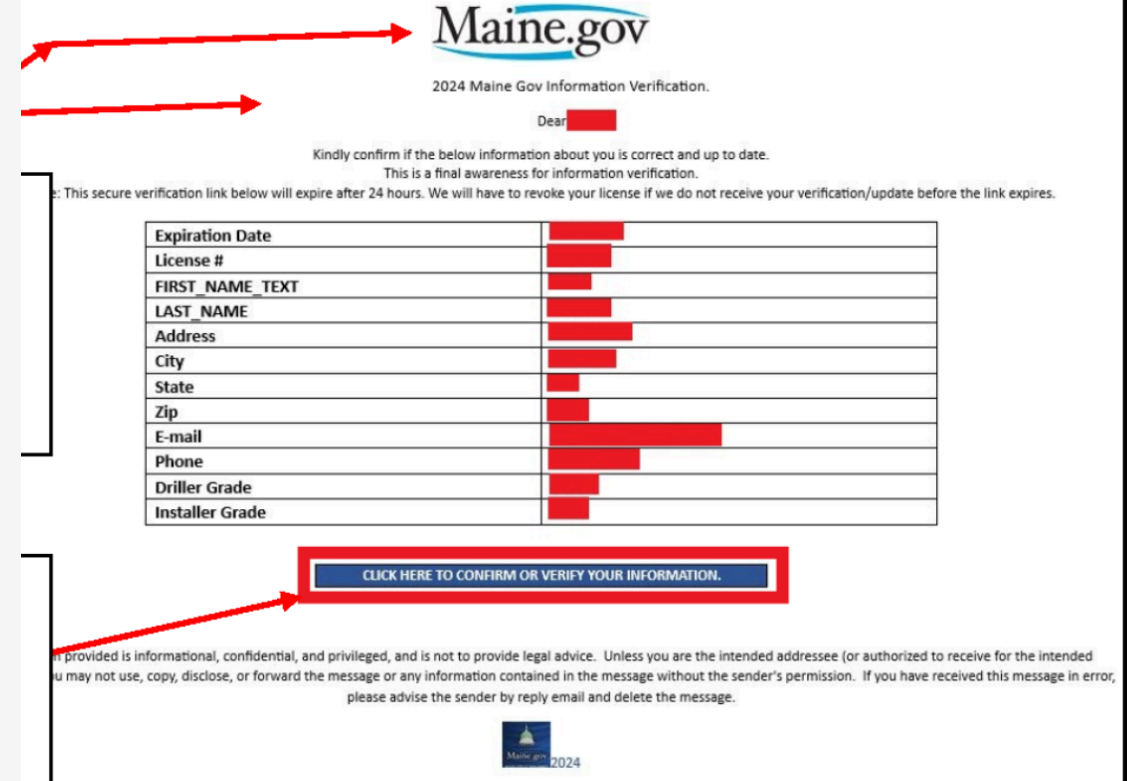 Maine.gov
2024 Maine Gov Information Verification.
Dear
Kindly confirm if the below information about you is correct and up to date.
This is a final awareness for information verification.
: This secure verification link below will expire after 24 hours. We will have to revoke your license if we do not receive your verification/update before the link expires.
Expiration Date
License #
FIRST_NAME_TEXT
LAST_NAME
Address
City
State
Zip
E-mail
Phone
Driller Grade
Installer Grade
CLICK HERE TO CONFIRM OR VERIFY YOUR INFORMATION.
provided is informational, confidential, and privileged, and is not to provide legal advice. Unless you are the intended addressee (or authorized to receive for the intended
may not use, copy, disclose, or forward the message or any information contained in the message without the sender's permission. If you have received this message in error,
please advise the sender by reply email and delete the message.
Maine.gov 2024